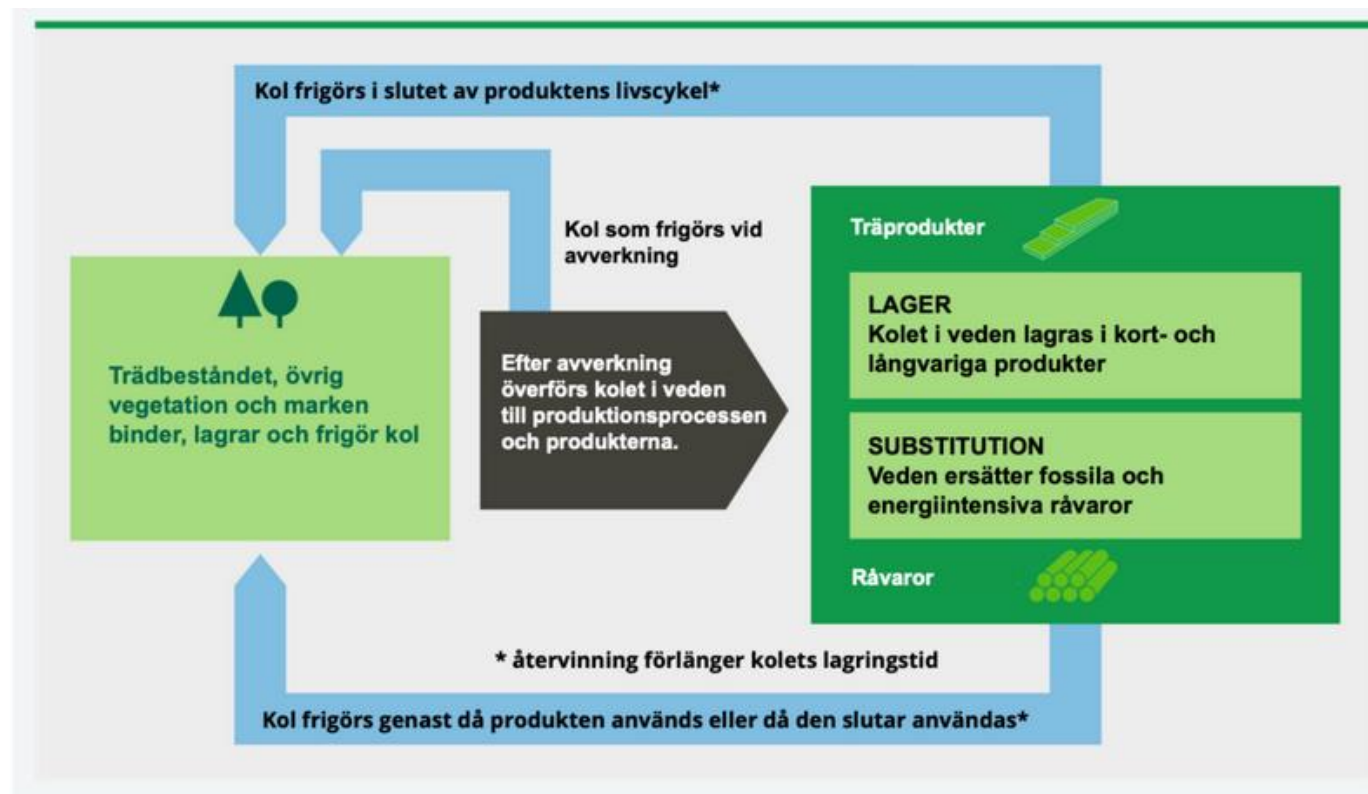 Kol frigörs i slutet av produktens livscykel*
Kol som frigörs vid
avverkning
Trädbeståndet, övrig
vegetation och marken
binder, lagrar och frigör kol
Efter avverkning
överförs kolet i veden
till produktionsprocessen
och produkterna.
Träprodukter
LAGER
Kolet i veden lagras i kort- och
långvariga produkter
SUBSTITUTION
Veden ersätter fossila och
energiintensiva råvaror
Råvaror
* återvinning förlänger kolets lagringstid
Kol frigörs genast då produkten används eller då den slutar användas*